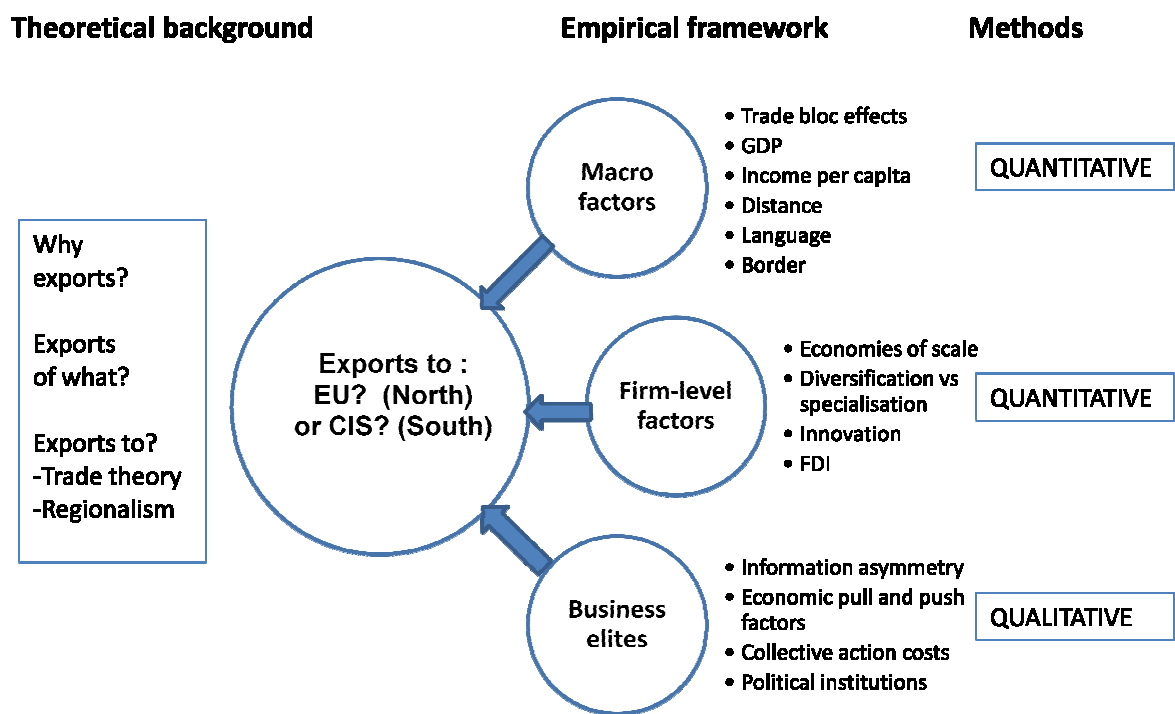 Theoretical background
Empirical framework
Methods
Why
exports?
Exports
of what?
Exports to?
-Trade theory
-Regionalism
Exports to :
EU? (North)
or CIS? (South)
Macro
factors
• Trade bloc effects
• GDP
• Income per capita
• Distance
• Language
• Border
QUANTITATIVE
Firm-level
factors
• Economies of scale
• Diversification vs
specialisation
• Innovation
• FDI
QUANTITATIVE
Business
elites
• Information asymmetry
• Economic pull and push
factors
• Collective action costs
• Political institutions
QUALITATIVE